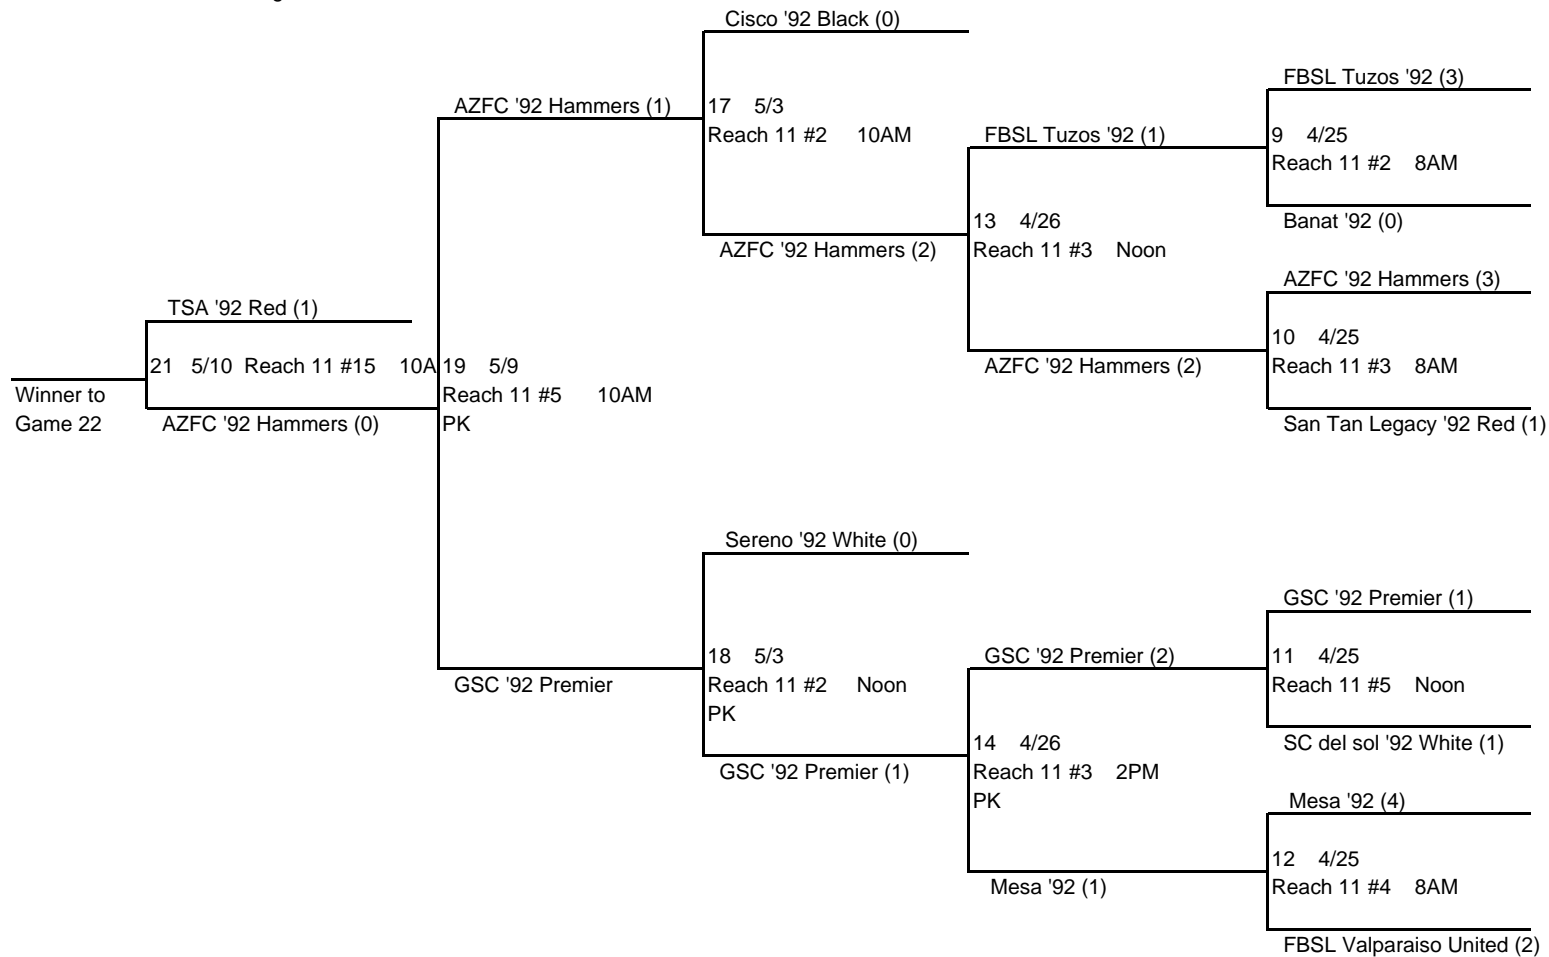 Cisco '92 Black (0)
FBSL Tuzos '92 (3)
AZFC '92 Hammers (1)
17 5/3
Reach 11 #2 10AM
FBSL Tuzos '92 (1)
9 4/25
Reach 11 #2 8AM
13 4/26
Reach 11 #3 Noon
Banat '92 (0)
AZFC '92 Hammers (2)
AZFC '92 Hammers (3)
TSA '92 Red (1)
10 4/25
Reach 11 #3 8AM
21 5/10 Reach 11 #15 10A
19 5/9
Reach 11 #5 10AM
PK
AZFC '92 Hammers (2)
Winner to
Game 22
AZFC '92 Hammers (0)
San Tan Legacy '92 Red (1)
Sereno '92 White (0)
GSC '92 Premier (1)
18 5/3
Reach 11 #2 Noon
PK
GSC '92 Premier (2)
11 4/25
Reach 11 #5 Noon
GSC '92 Premier
14 4/26
Reach 11 #3 2PM
PK
SC del sol '92 White (1)
GSC '92 Premier (1)
Mesa '92 (4)
12 4/25
Reach 11 #4 8AM
Mesa '92 (1)
FBSL Valparaiso United (2)